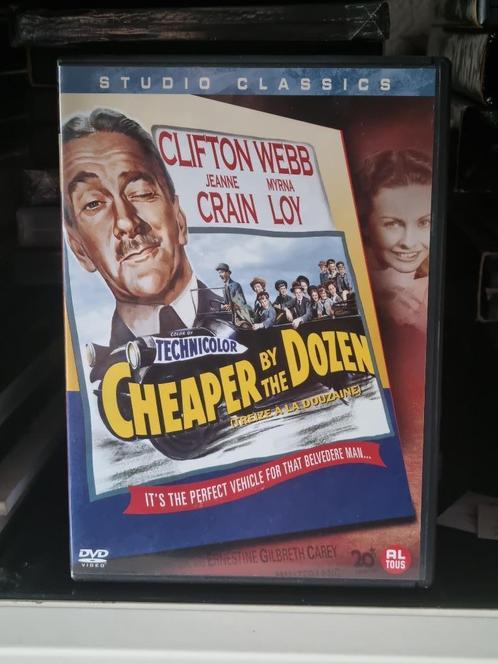 STUDIO CLASSICS
CLIFTON WEBB
JEANNE MYRNA
CRAIN LOY
COLOR BY
TECHNICOLOR
CHEAPER BY THE DOZEN
(TREIZE A LA DOUZAINE)
IT'S THE PERFECT VEHICLE FOR THAT BELVEDERE MAN...
ERNESTINE GILBRETH CAREY
DVD
VIDEO
20
AL
TOUS